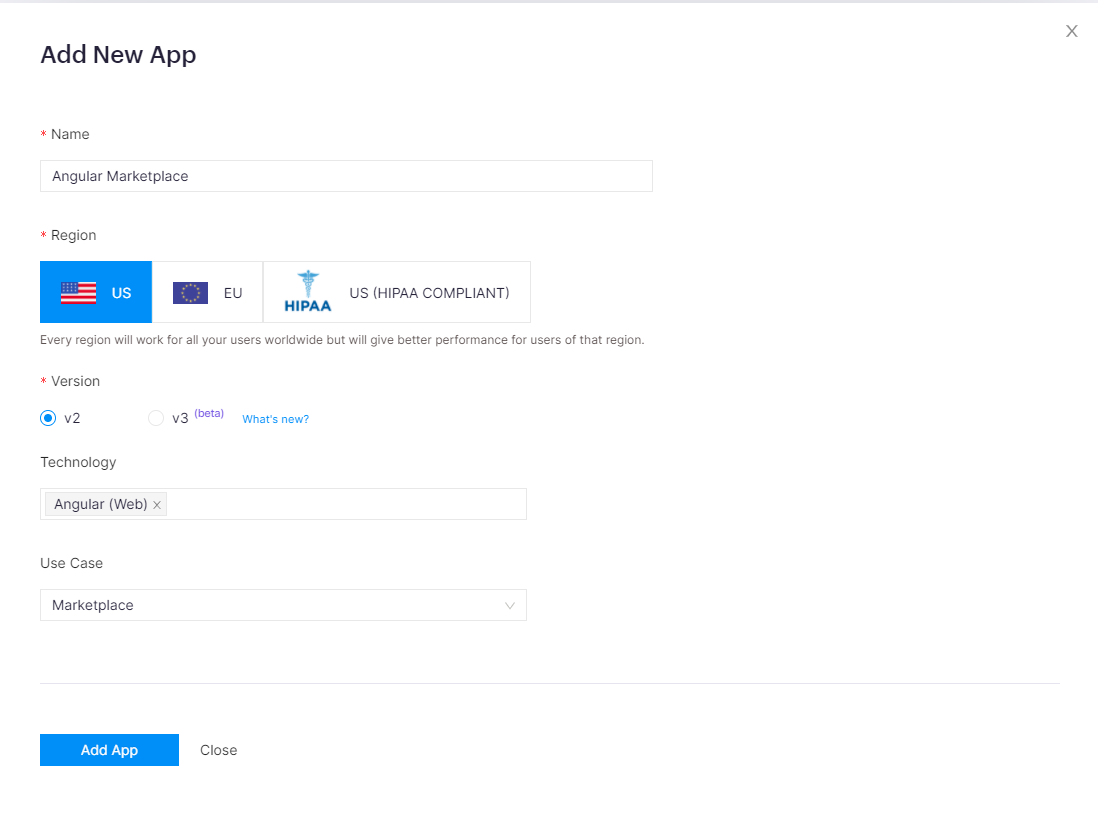 X
Add New App
* Name
Angular Marketplace
* Region
US
EU
HIPAA
US (HIPAA COMPLIANT)
Every region will work for all your users worldwide but will give better performance for users of that region.
* Version
v2
v3 (beta)
What's new?
Technology
Angular (Web) ×
Use Case
Marketplace
Add App
Close